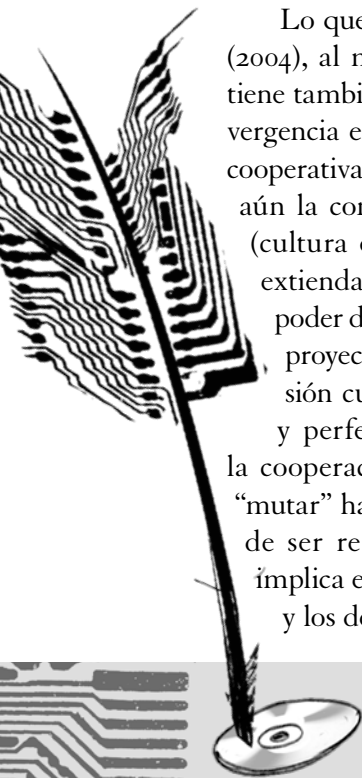 Lo que
(2004), al
tiene tambi
vergencia e
cooperativa
aún la con
(cultura
extienda
poder d
proyec
sión cu
y perfe
la cooperac
“mutar” ha
de ser re
implica e
y los de